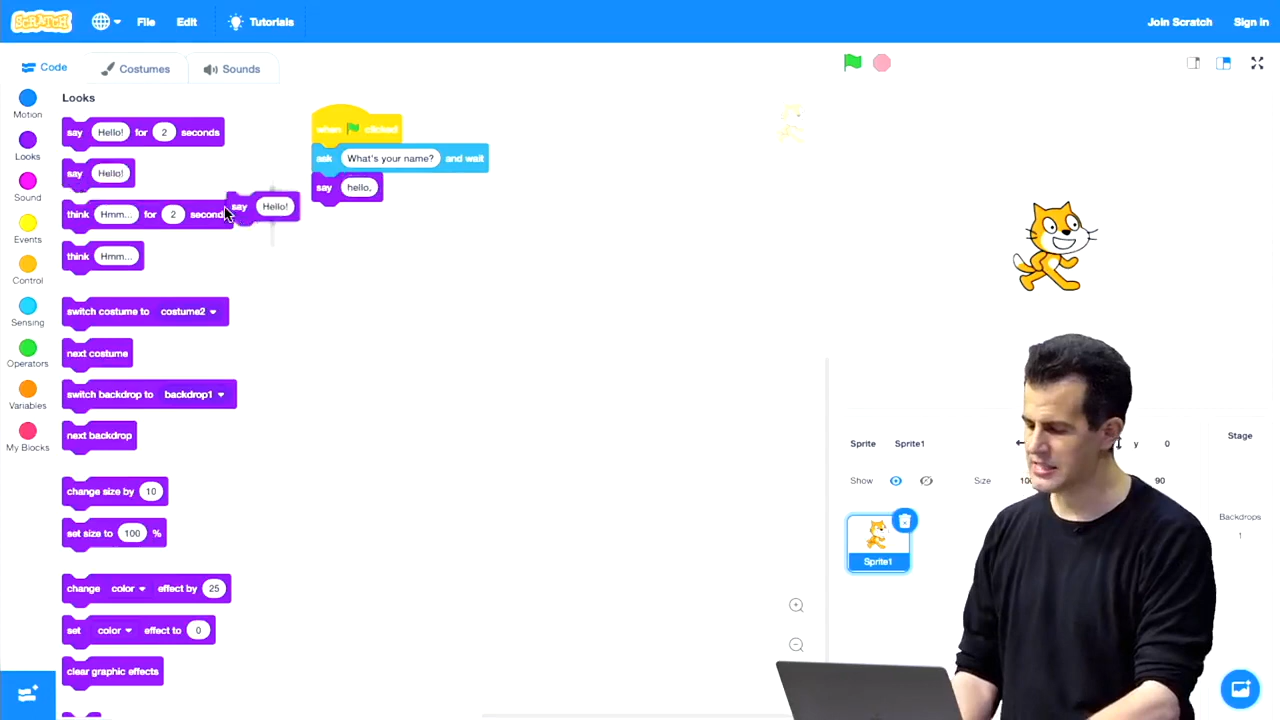 SCRATCH File Edit Tutorials Join Scratch Sign in
Code Costumes Sounds
Motion
Looks
Sound
Events
Control
Sensing
Operators
Variables
My Blocks
Looks
say Hello! for 2 seconds
say Hello!
think Hmm... for 2 second
think Hmm...
switch costume to costume2
next costume
switch backdrop to backdrop1
next backdrop
change size by 10
set size to 100 %
change color effect by 25
set color effect to 0
clear graphic effects
say Hello!
when clicked
ask What's your name? and wait
say hello,
Sprite Sprite1 y 0
Show Size 90
Sprite1
Stage
Backdrops
1